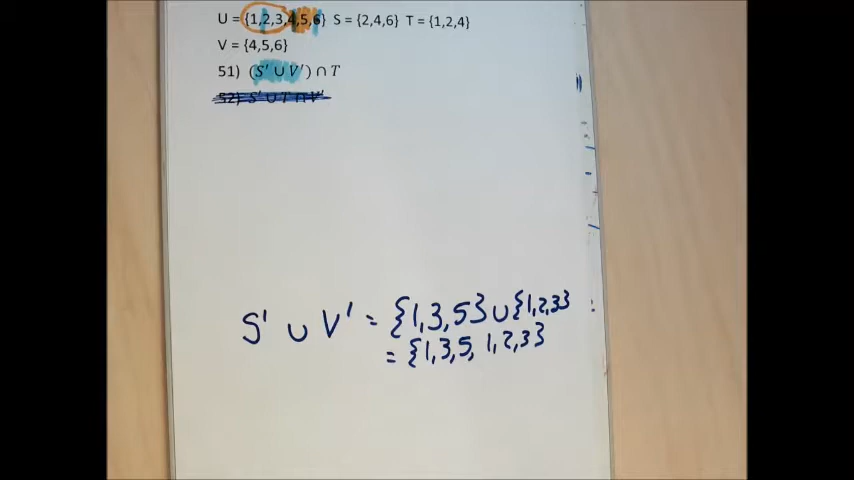 U = {1,2,3,4,5,6} S = {2,4,6} T = {1,2,4}
V = {4,5,6}
51) (S' ∪ V') ∩ T
52) S' ∪ T ∩ V'
S' ∪ V' = {1,3,5} ∪ {1,2,3}
= {1,3,5, 1,2,3}